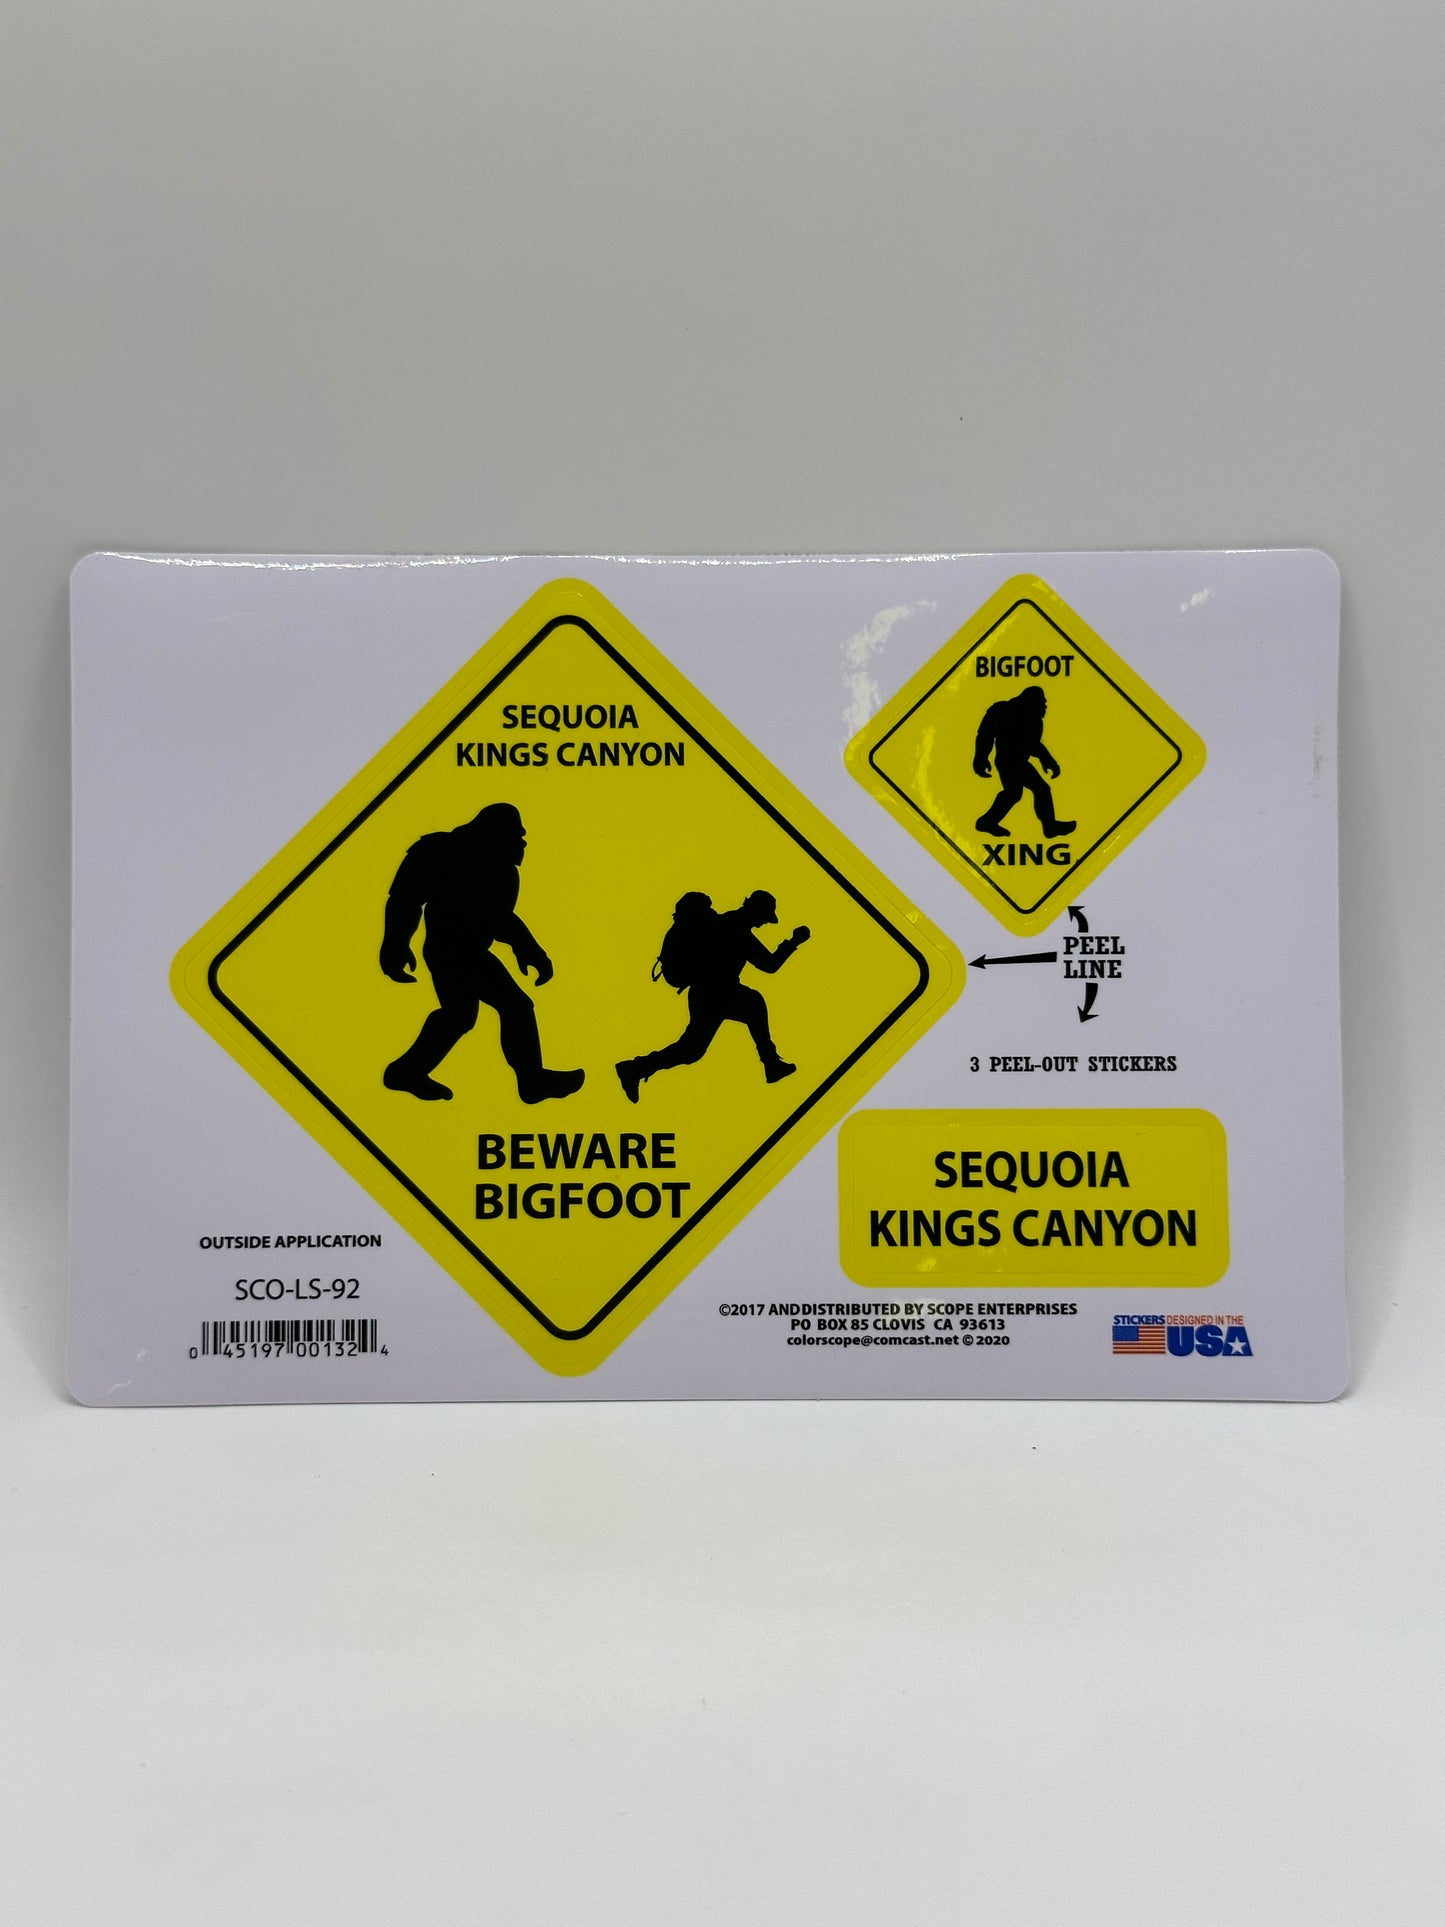 SEQUOIA
KINGS CANYON
BEWARE
BIGFOOT
BIGFOOT
XING
PEEL
LINE
3 PEEL-OUT STICKERS
SEQUOIA
KINGS CANYON
OUTSIDE APPLICATION
SCO-LS-92
0 45197 00132 4
©2017 AND DISTRIBUTED BY SCOPE ENTERPRISES
PO BOX 85 CLOVIS CA 93613
colorscope@comcast.net © 2020
STICKERS DESIGNED IN THE
USA